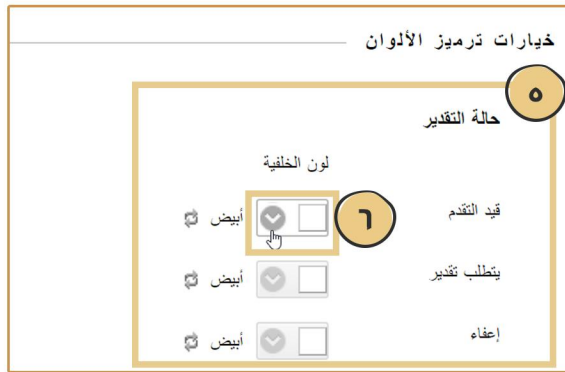 خيارات ترميز الألوان
٥
حالة التقدير
لون الخلفية
قيد التقدم ٦ أبيض
يتطلب تقدير أبيض
إعفاء أبيض